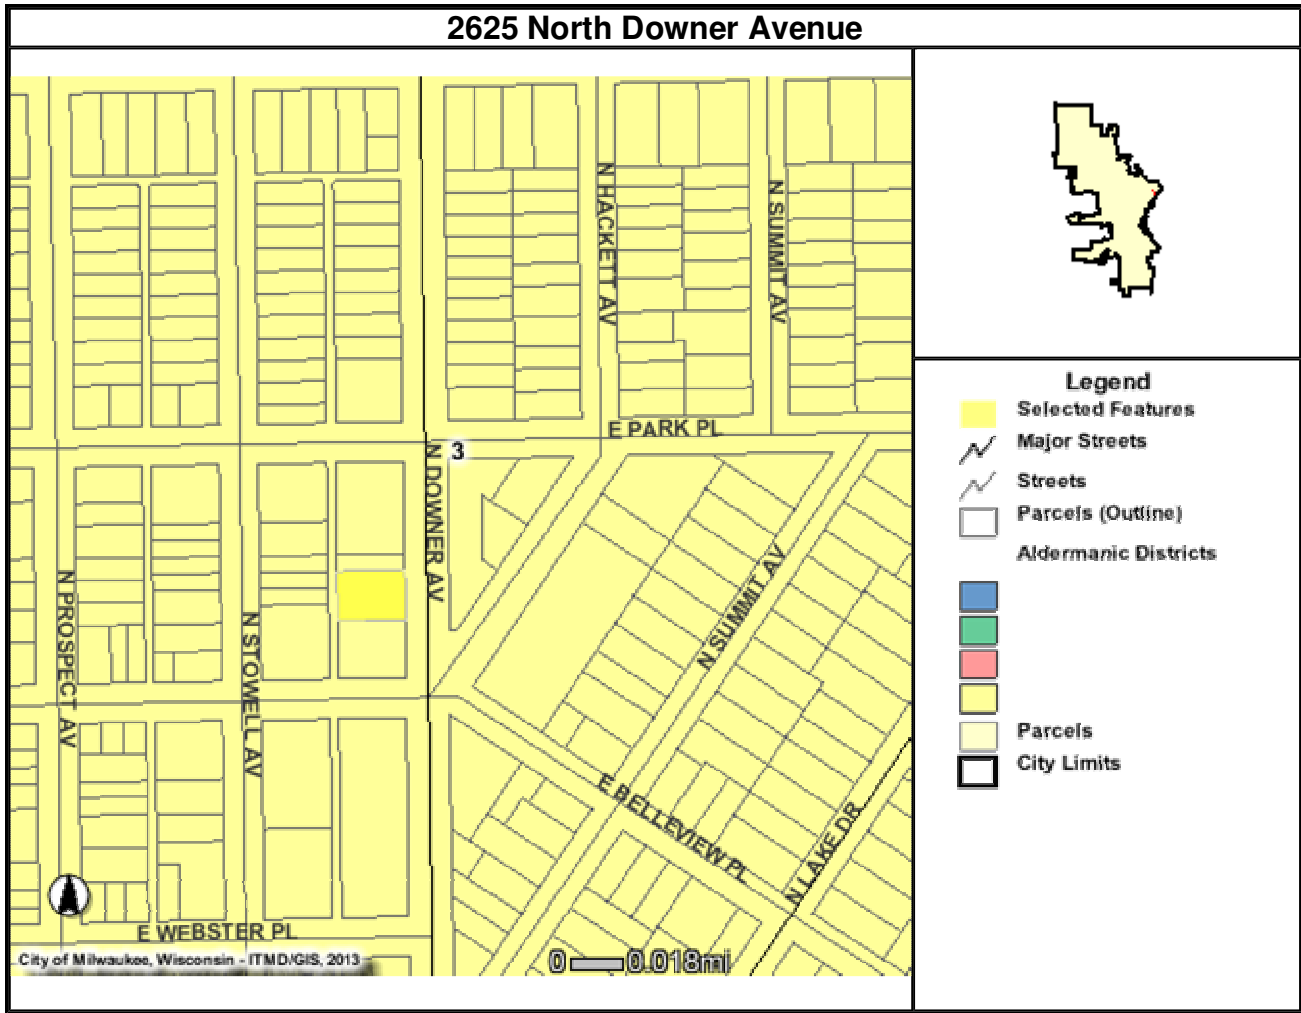 2625 North Downer Avenue
N HACKETT AV
N SUMMIT AV
E PARK PL
3
N DOWNER AV
N PROSPECT AV
N STOWELL AV
N SUMMIT AV
E BELLEVIEW PL
N LAKE DR
E WEBSTER PL
City of Milwaukee, Wisconsin - ITMD/GIS, 2013
0 0.018mi
Legend
Selected Features
Major Streets
Streets
Parcels (Outline)
Aldermanic Districts
Parcels
City Limits